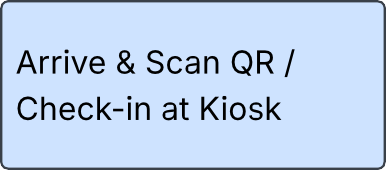 Arrive & Scan QR /
Check-in at Kiosk